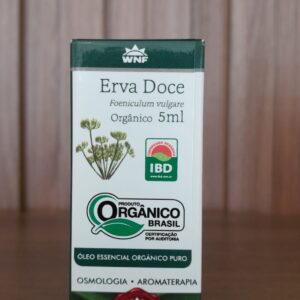 WNF
Erva Doce
Foeniculum vulgare
Orgânico 5ml
IBD
PRODUTO
ORGÂNICO
BRASIL
CERTIFICAÇÃO
POR AUDITORIA
ÓLEO ESSENCIAL ORGÂNICO PURO
OSMOLOGIA • AROMATERAPIA